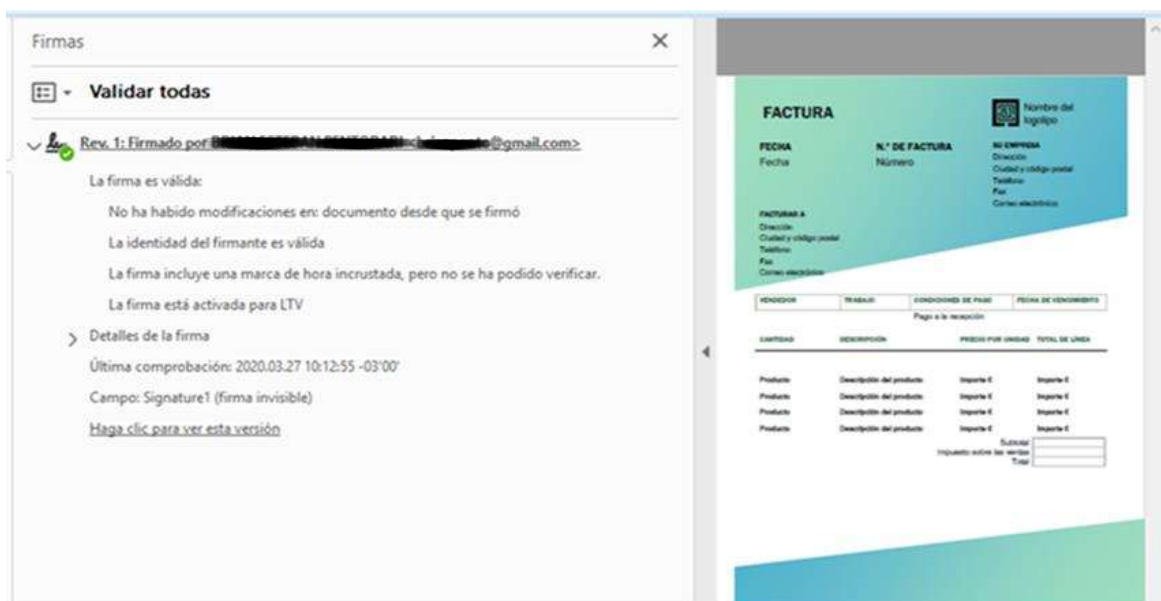 Firmas
Validar todas
Rev. 1: Firmado por @gmail.com>
La firma es válida:
No ha habido modificaciones en: documento desde que se firmó
La identidad del firmante es válida
La firma incluye una marca de hora incrustada, pero no se ha podido verificar.
La firma está activada para LTV
Detalles de la firma
Última comprobación: 2020.03.27 10:12:55 -03'00'
Campo: Signature1 (firma invisible)
Haga clic para ver esta versión
FACTURA
Nombre del
logotipo
FECHA
Fecha
N.º DE FACTURA
Número
SU EMPRESA
Dirección
Ciudad y código postal
Teléfono
Fax
Correo electrónico
FACTURAR A
Dirección
Ciudad y código postal
Teléfono
Fax
Correo electrónico
VENDEDOR TRABAJO CONDICIONES DE PAGO FECHA DE VENCIMIENTO
Pago a la recepción
CANTIDAD DESCRIPCIÓN PRECIO POR UNIDAD TOTAL DE LÍNEA
Producto Descripción del producto Importe € Importe €
Producto Descripción del producto Importe € Importe €
Producto Descripción del producto Importe € Importe €
Producto Descripción del producto Importe € Importe €
Subtotal
Impuesto sobre las ventas
Total